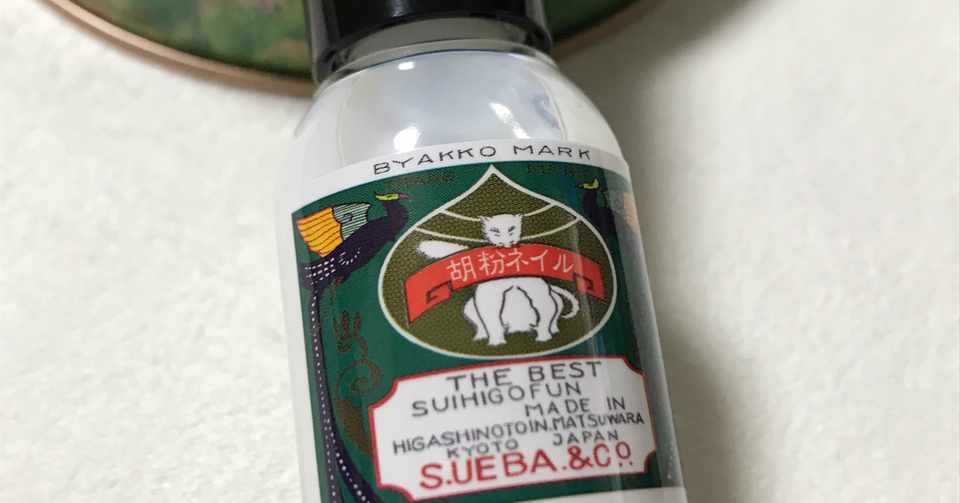 BYAKKO MARK
胡粉ネイル
THE BEST
SUIHIGOFUN
MADE IN
HIGASHINOTOIN.MATSUWARA
KYOTO JAPAN
S.UEBA.&Co.